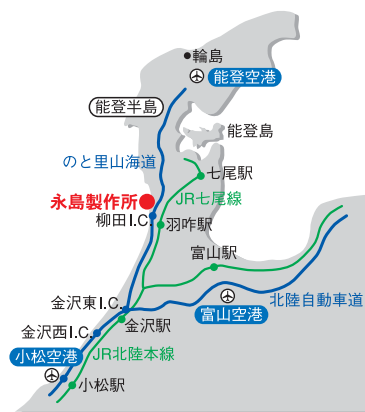 輪島
能登空港
能登半島
能登島
のと里山海道
七尾駅
JR七尾線
永島製作所
柳田I.C.
羽咋駅
富山駅
金沢東I.C.
北陸自動車道
金沢駅
富山空港
金沢西I.C.
小松空港
JR北陸本線
小松駅